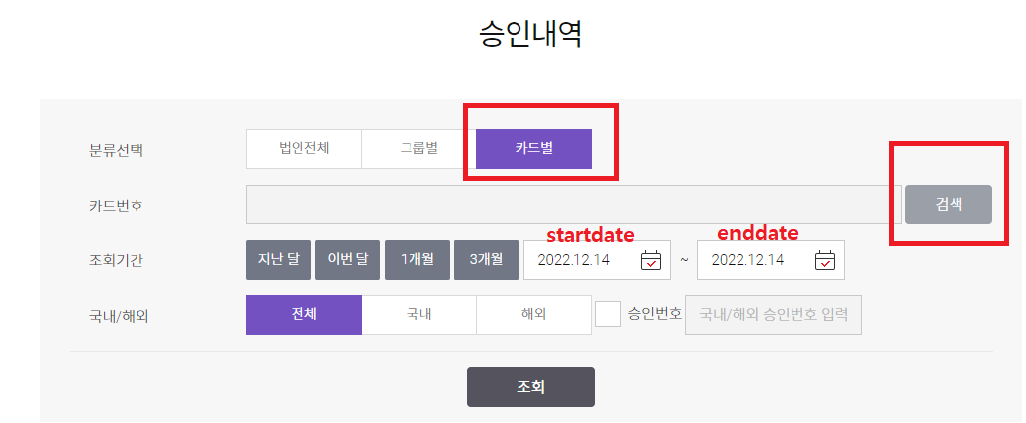 승인내역
분류선택 법인전체 그룹별 카드별
카드번호 검색
startdate enddate
조회기간 지난 달 이번 달 1개월 3개월 2022.12.14 ~ 2022.12.14
국내/해외 전체 국내 해외 승인번호 국내/해외 승인번호 입력
조회